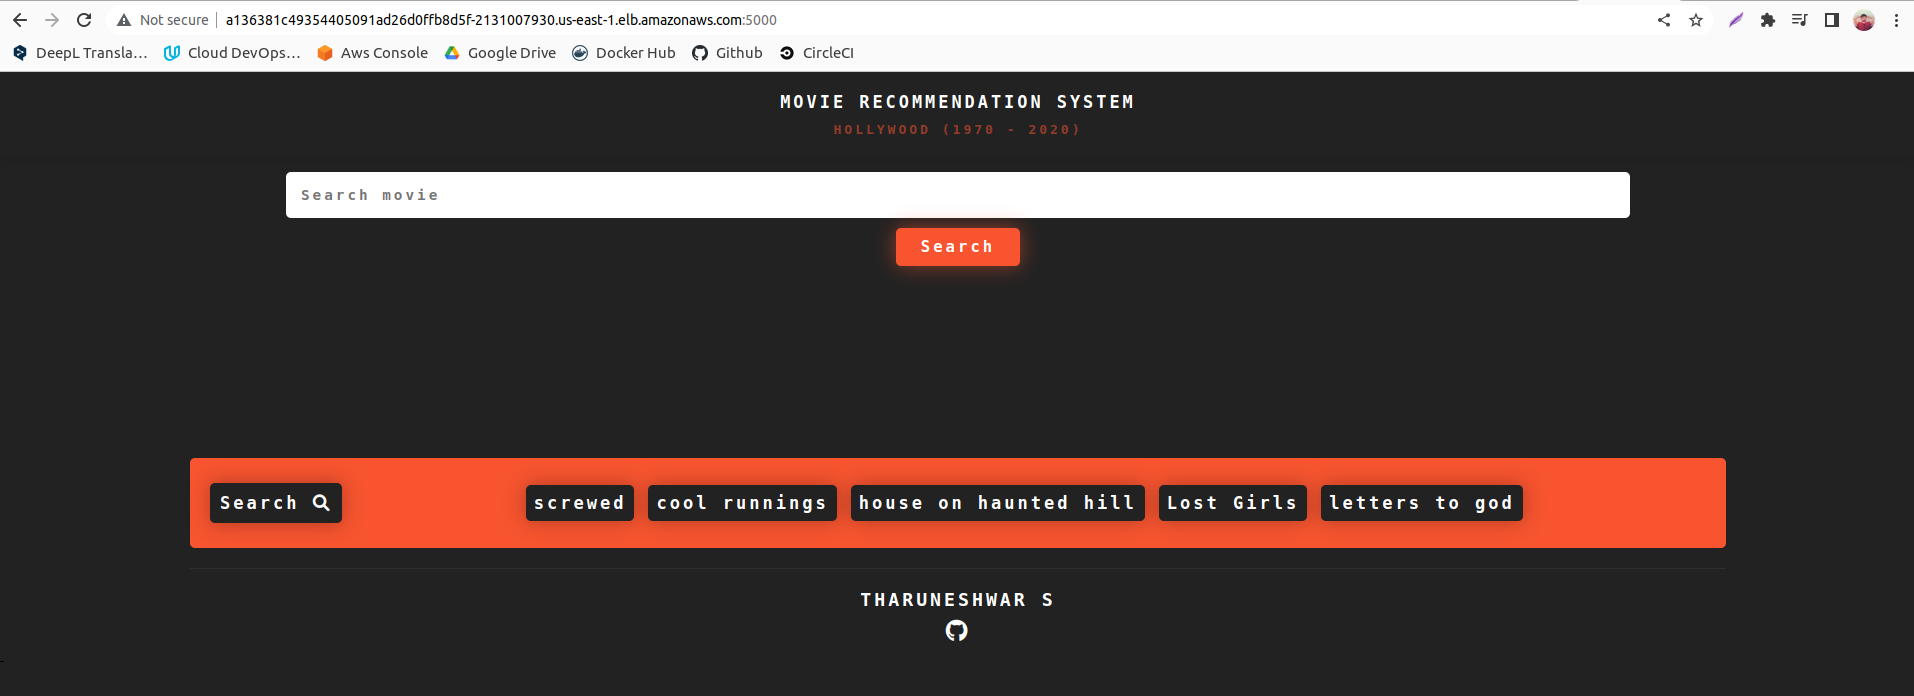 Not secure a136381c49354405091ad26d0ffb8d5f-2131007930.us-east-1.elb.amazonaws.com:5000
DeepL Transla... Cloud DevOps... Aws Console Google Drive Docker Hub Github CircleCI
MOVIE RECOMMENDATION SYSTEM
HOLLYWOOD (1970 - 2020)
Search movie
Search
Search screwed cool runnings house on haunted hill Lost Girls letters to god
THARUNESHWAR S